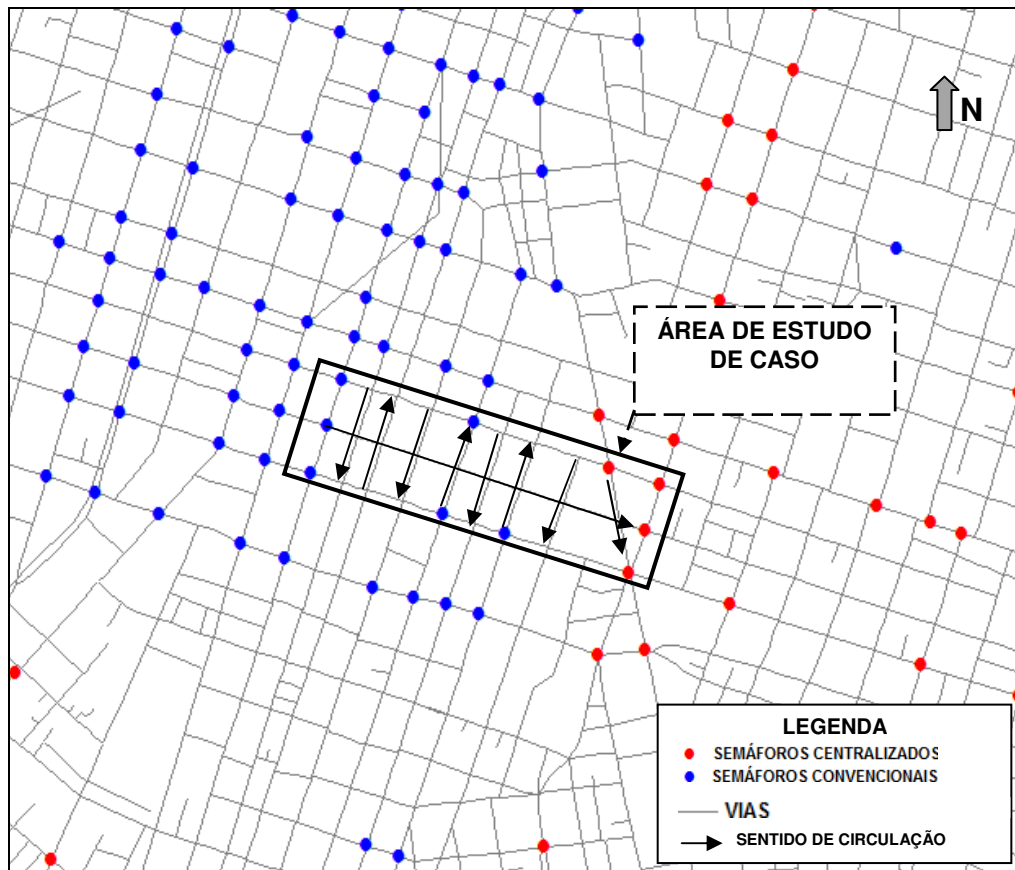 N
ÁREA DE ESTUDO
DE CASO
LEGENDA
SEMÁFOROS CENTRALIZADOS
SEMÁFOROS CONVENCIONAIS
VIAS
SENTIDO DE CIRCULAÇÃO